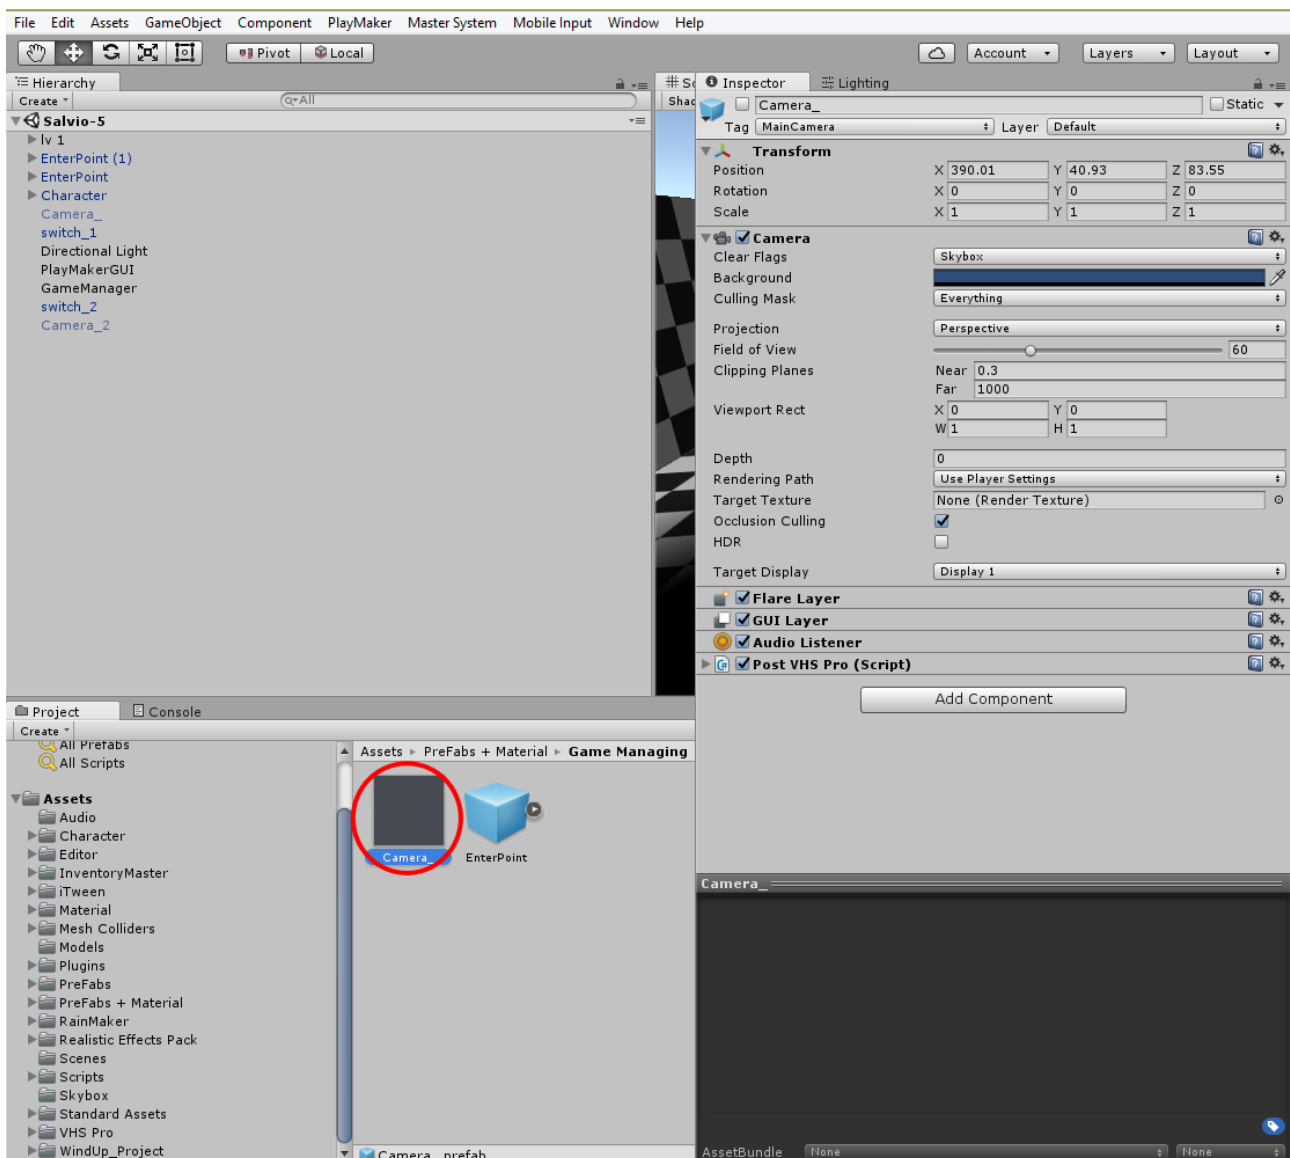 File Edit Assets GameObject Component PlayMaker Master System Mobile Input Window Help
Pivot Local Account Layers Layout
Hierarchy
Create All
Salvio-5
lv 1
EnterPoint (1)
EnterPoint
Character
Camera_
switch_1
Directional Light
PlayMakerGUI
GameManager
switch_2
Camera_2
Inspector Lighting
Camera_ Static
Tag MainCamera Layer Default
Transform
Position X 390.01 Y 40.93 Z 83.55
Rotation X 0 Y 0 Z 0
Scale X 1 Y 1 Z 1
Camera
Clear Flags Skybox
Background
Culling Mask Everything
Projection Perspective
Field of View 60
Clipping Planes Near 0.3
Far 1000
Viewport Rect X 0 Y 0
W 1 H 1
Depth 0
Rendering Path Use Player Settings
Target Texture None (Render Texture)
Occlusion Culling
HDR
Target Display Display 1
Flare Layer
GUI Layer
Audio Listener
Post VHS Pro (Script)
Add Component
Project Console
Create
All Prefabs
All Scripts
Assets
Audio
Character
Editor
InventoryMaster
iTween
Material
Mesh Colliders
Models
Plugins
PreFabs
PreFabs + Material
RainMaker
Realistic Effects Pack
Scenes
Scripts
Skybox
Standard Assets
VHS Pro
WindUp_Project
Assets PreFabs + Material Game Managing
Camera_ EnterPoint
Camera_.prefab
Camera_
AssetBundle None None